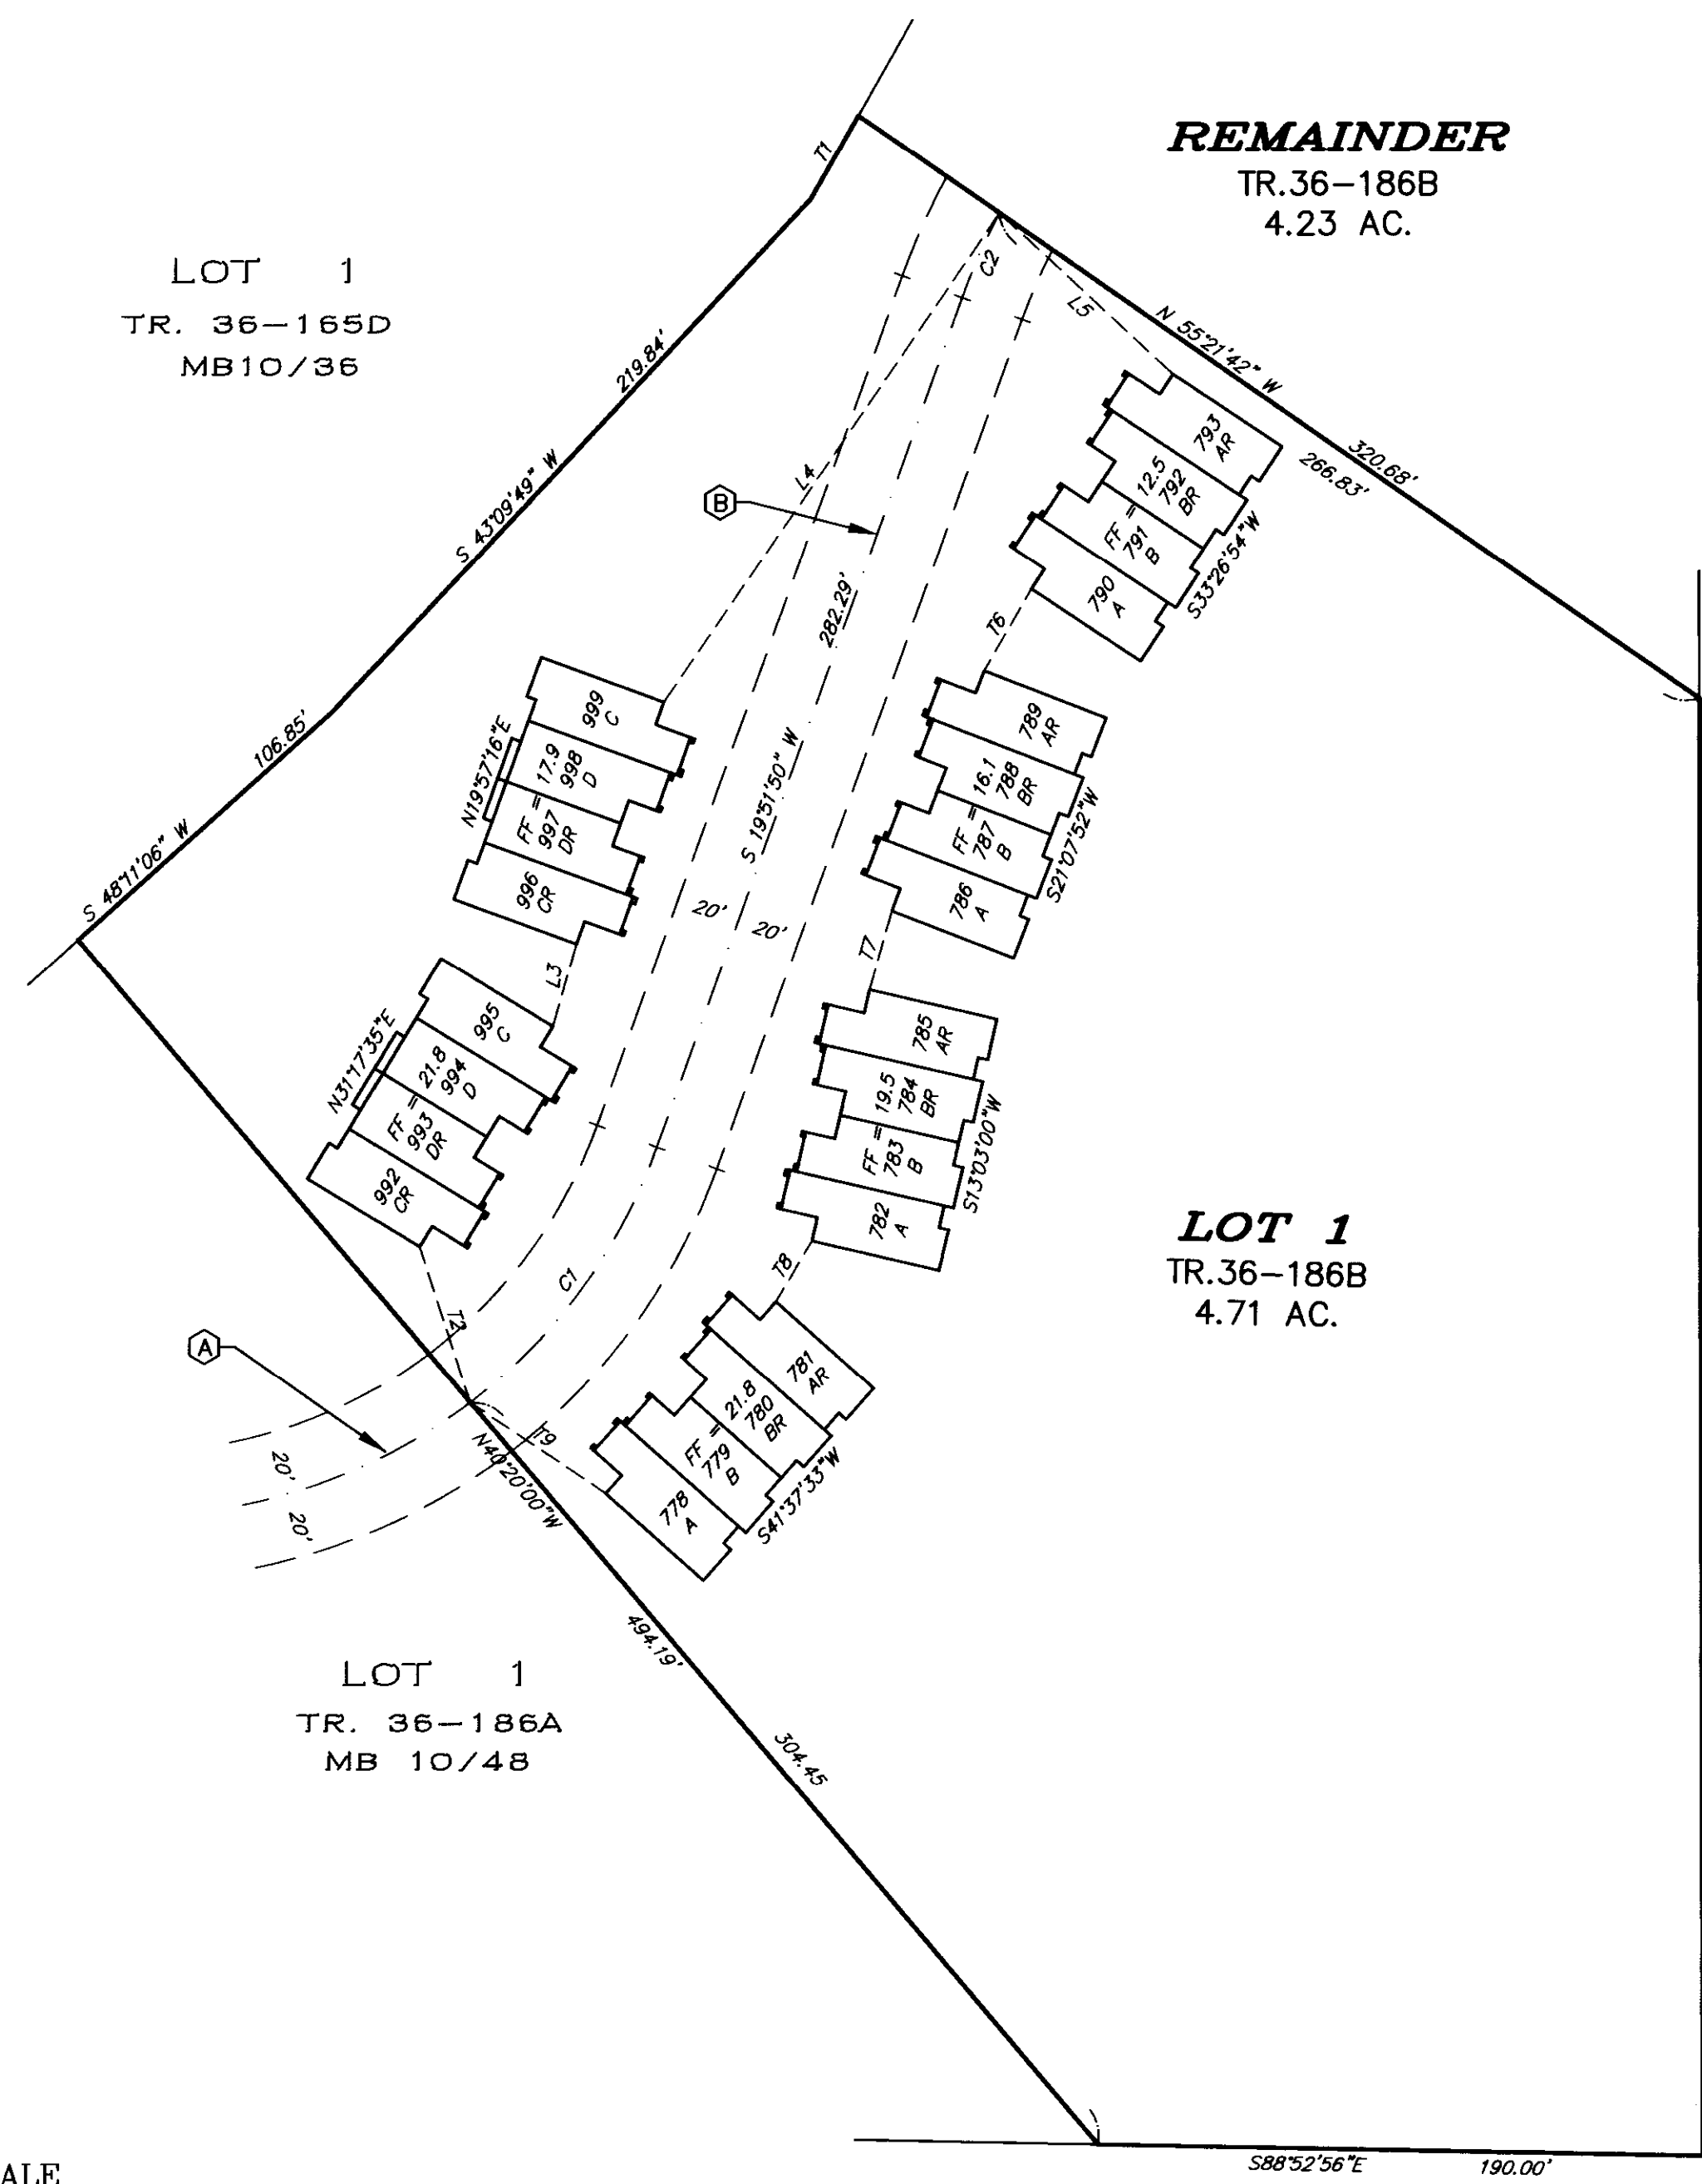 REMAINDER
TR.36-186B
4.23 AC.
T1
LOT 1
TR. 36-165D
MB10/36
C2
L5
N 55°21'42" W
320.68'
266.83'
219.84'
S 43°09'49" W
L4
B
793
AR
12.5
792
BR
FF =
791
B
790
A
S33°26'54"W
T6
282.29'
S 19°51'50" W
999
C
17.9
998
D
FF =
997
DR
996
CR
N19°57'16"E
789
AR
16.1
788
BR
FF =
787
B
786
A
S21°07'52"W
106.85'
S 48°11'06" W
20'
20'
T7
L3
995
C
21.8
994
D
FF =
993
DR
992
CR
N31°17'35"E
785
AR
19.5
784
BR
FF =
783
B
782
A
S13°03'00"W
LOT 1
TR.36-186B
4.71 AC.
C1
T8
A
781
AR
21.8
780
BR
FF =
779
B
778
A
S41°37'33"W
T9
N40°20'00"W
20'
20'
494.19'
LOT 1
TR. 36-186A
MB 10/48
304.45
S88°52'56"E
190.00'
ALE